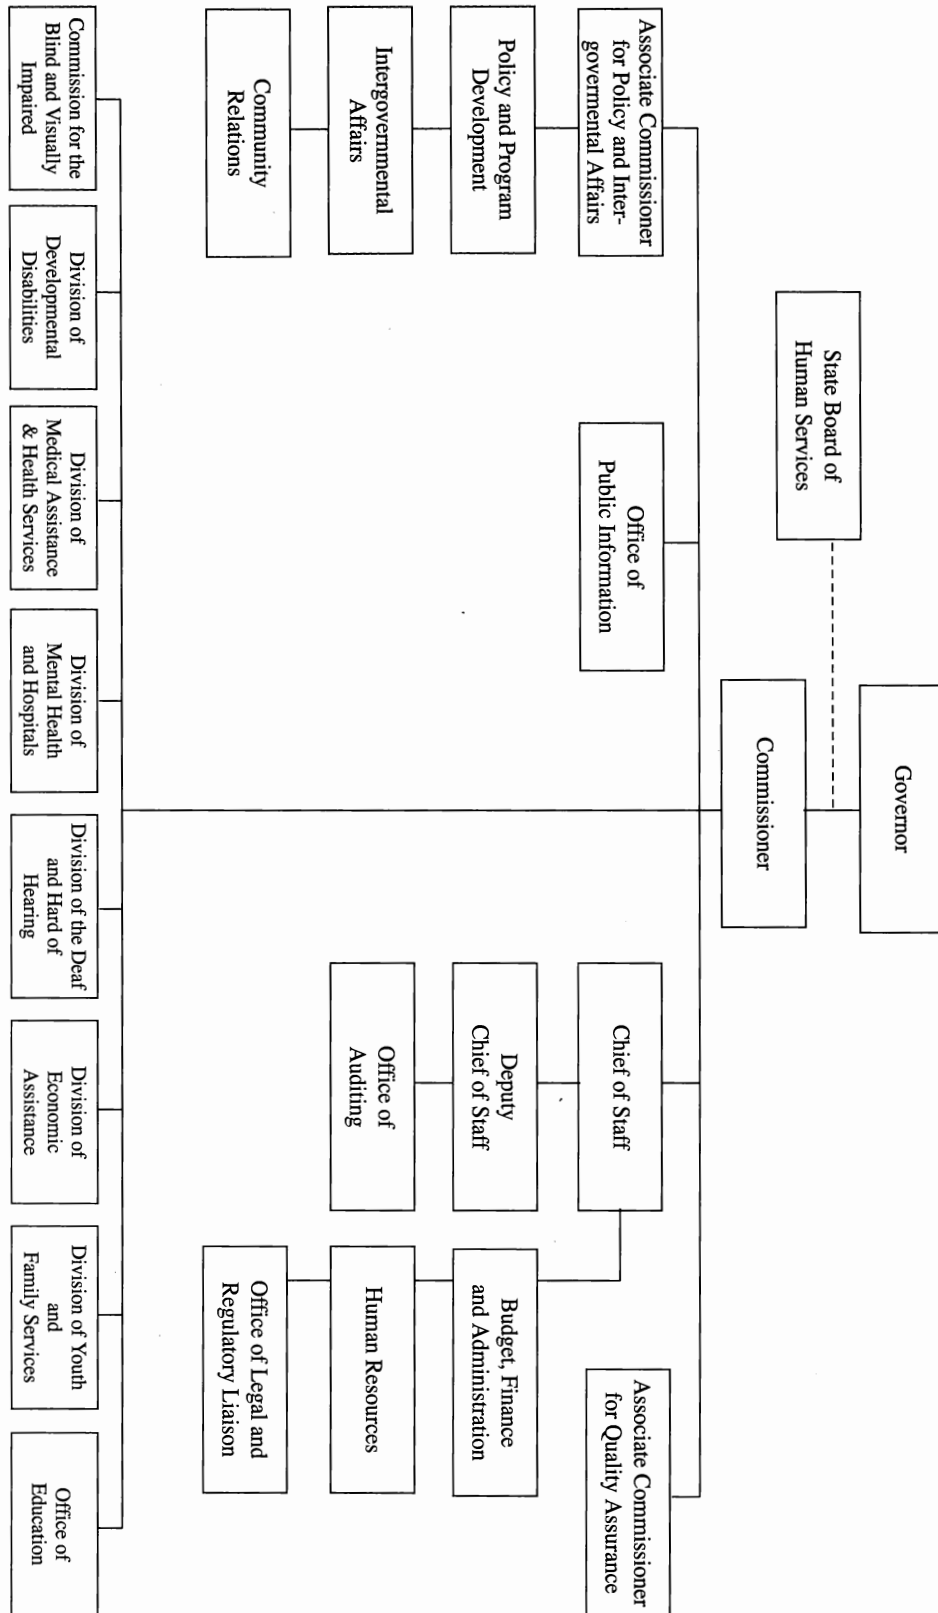 Governor
State Board of
Human Services
Commissioner
Associate Commissioner
for Policy and Inter-
govermental Affairs
Office of
Public Information
Chief of Staff
Associate Commissioner
for Quality Assurance
Policy and Program
Development
Deputy
Chief of Staff
Budget, Finance
and Administration
Intergovernmental
Affairs
Office of
Auditing
Human Resources
Community
Relations
Office of Legal and
Regulatory Liaison
Commission for the
Blind and Visually
Impaired
Division of
Developmental
Disabilities
Division of
Medical Assistance
& Health Services
Division of
Mental Health
and Hospitals
Division of the Deaf
and Hard of
Hearing
Division of
Economic
Assistance
Division of Youth
and
Family Services
Office of
Education